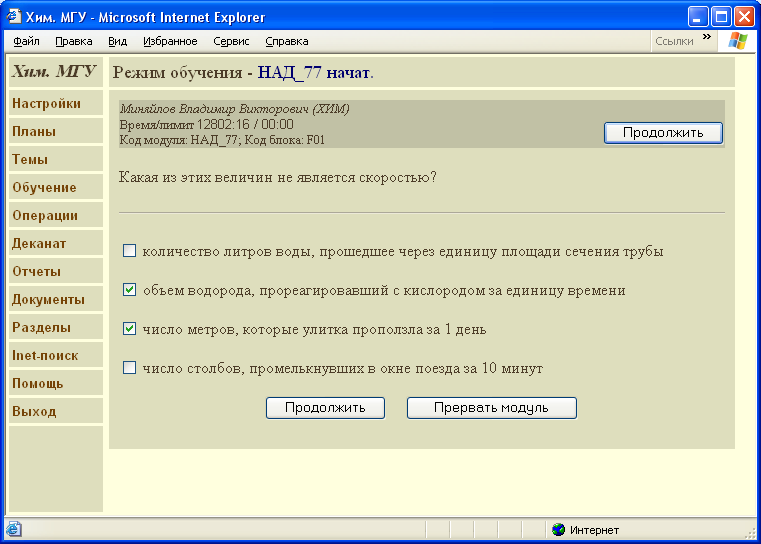 Хим. МГУ - Microsoft Internet Explorer
Файл Правка Вид Избранное Сервис Справка Ссылки »
Хим. МГУ
Режим обучения - НАД_77 начат.
Настройки
Планы
Темы
Обучение
Операции
Деканат
Отчеты
Документы
Разделы
Inet-поиск
Помощь
Выход
Миняйлов Владимир Викторович (ХИМ)
Время/лимит 12802:16 / 00:00
Код модуля: НАД_77; Код блока: F01
Продолжить
Какая из этих величин не является скоростью?
количество литров воды, прошедшее через единицу площади сечения трубы
объем водорода, прореагировавший с кислородом за единицу времени
число метров, которые улитка проползла за 1 день
число столбов, промелькнувших в окне поезда за 10 минут
Продолжить Прервать модуль
Интернет